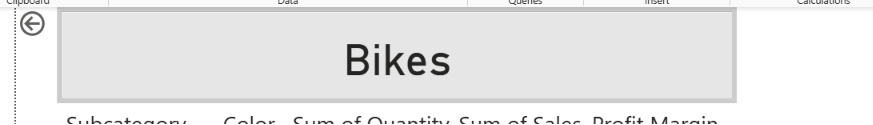 Clipboard Data Queries Insert Calculations
Bikes
Subcategory Color Sum of Quantity Sum of Sales Profit Margin